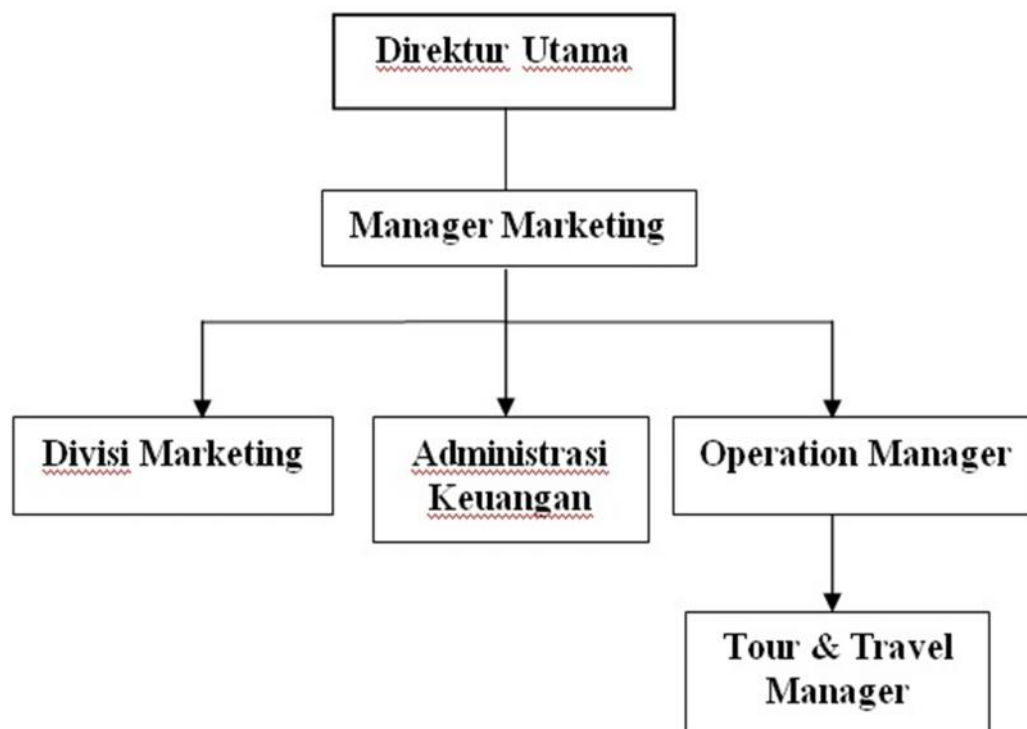 Direktur Utama
Manager Marketing
Divisi Marketing
Administrasi
Keuangan
Operation Manager
Tour & Travel
Manager